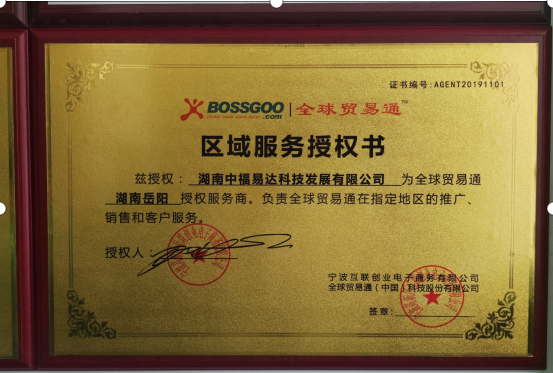 证书编号:AGENT20191101
BOSSGOO.com 全球贸易通™
区域服务授权书
兹授权： 湖南中福易达科技发展有限公司 为全球贸易通
湖南岳阳 授权服务商。负责全球贸易通在指定地区的推广、
销售和客户服务。
授权人：
宁波互联创业电子商务有限公司
全球贸易通（中国）科技股份有限公司
签章：